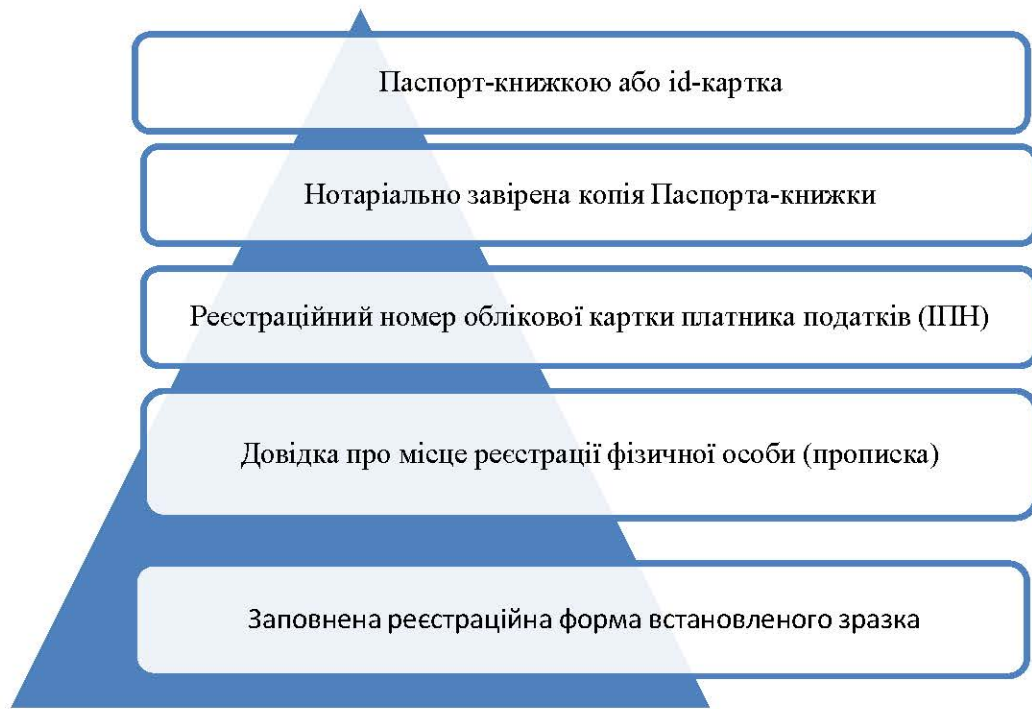 Паспорт-книжкою або id-картка
Нотаріально завірена копія Паспорта-книжки
Реєстраційний номер облікової картки платника податків (ІПН)
Довідка про місце реєстрації фізичної особи (прописка)
Заповнена реєстраційна форма встановленого зразка